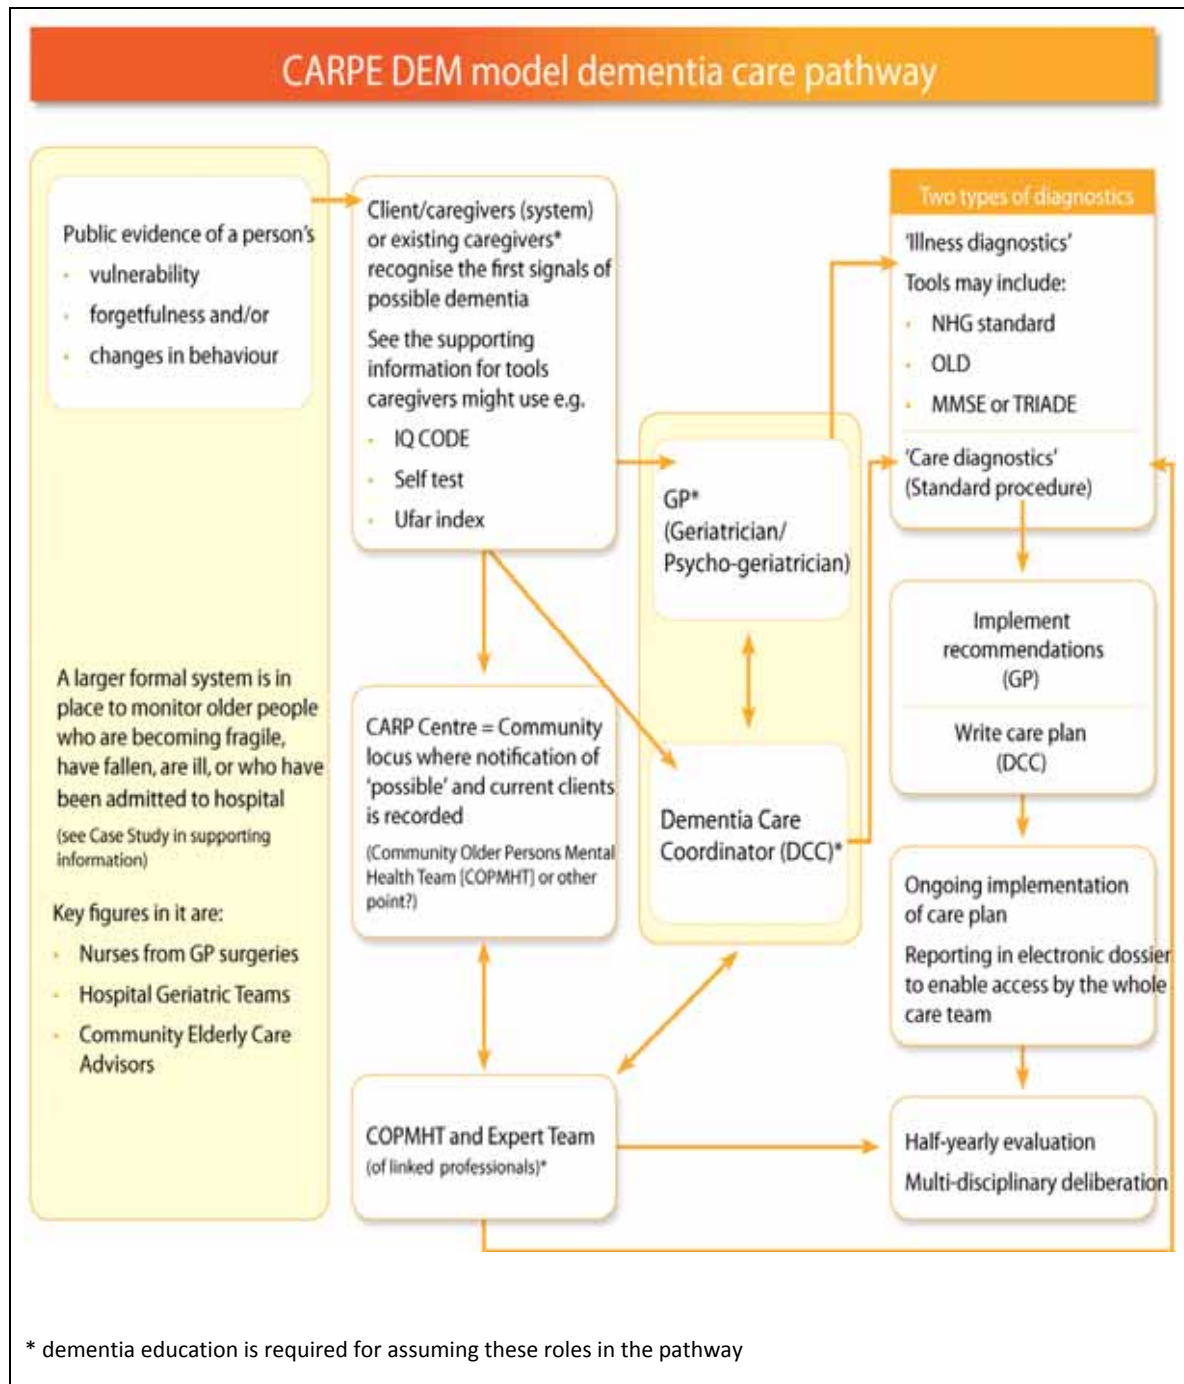 CARPE DEM model dementia care pathway
Public evidence of a person's
• vulnerability
• forgetfulness and/or
• changes in behaviour
A larger formal system is in
place to monitor older people
who are becoming fragile,
have fallen, are ill, or who have
been admitted to hospital
(see Case Study in supporting
information)
Key figures in it are:
• Nurses from GP surgeries
• Hospital Geriatric Teams
• Community Elderly Care
Advisors
Client/caregivers (system)
or existing caregivers*
recognise the first signals of
possible dementia
See the supporting
information for tools
caregivers might use e.g.
• IQ CODE
• Self test
• Ufar index
CARP Centre = Community
locus where notification of
'possible' and current clients
is recorded
(Community Older Persons Mental
Health Team [COPMHT] or other
point?)
COPMHT and Expert Team
(of linked professionals)*
GP*
(Geriatrician/
Psycho-geriatrician)
Dementia Care
Coordinator (DCC)*
Two types of diagnostics
'Illness diagnostics'
Tools may include:
• NHG standard
• OLD
• MMSE or TRIADE
'Care diagnostics'
(Standard procedure)
Implement
recommendations
(GP)
Write care plan
(DCC)
Ongoing implementation
of care plan
Reporting in electronic dossier
to enable access by the whole
care team
Half-yearly evaluation
Multi-disciplinary deliberation
* dementia education is required for assuming these roles in the pathway